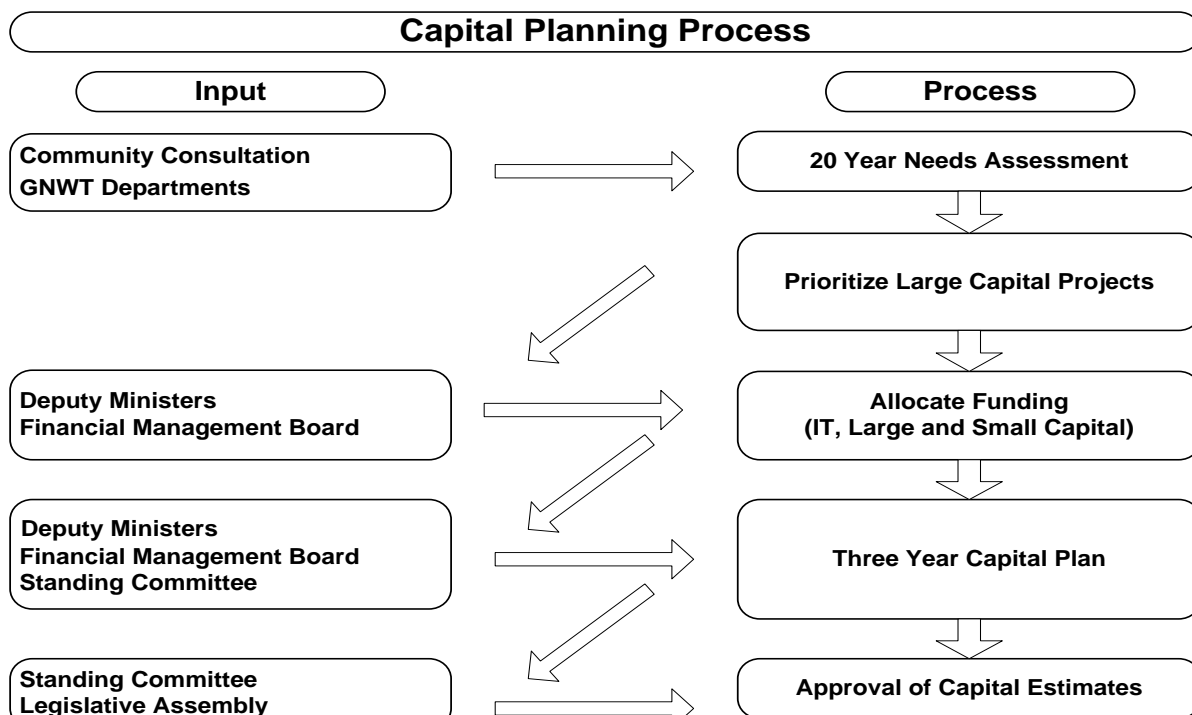 Capital Planning Process
Input
Process
Community Consultation
GNWT Departments
20 Year Needs Assessment
Prioritize Large Capital Projects
Deputy Ministers
Financial Management Board
Allocate Funding
(IT, Large and Small Capital)
Deputy Ministers
Financial Management Board
Standing Committee
Three Year Capital Plan
Standing Committee
Legislative Assembly
Approval of Capital Estimates